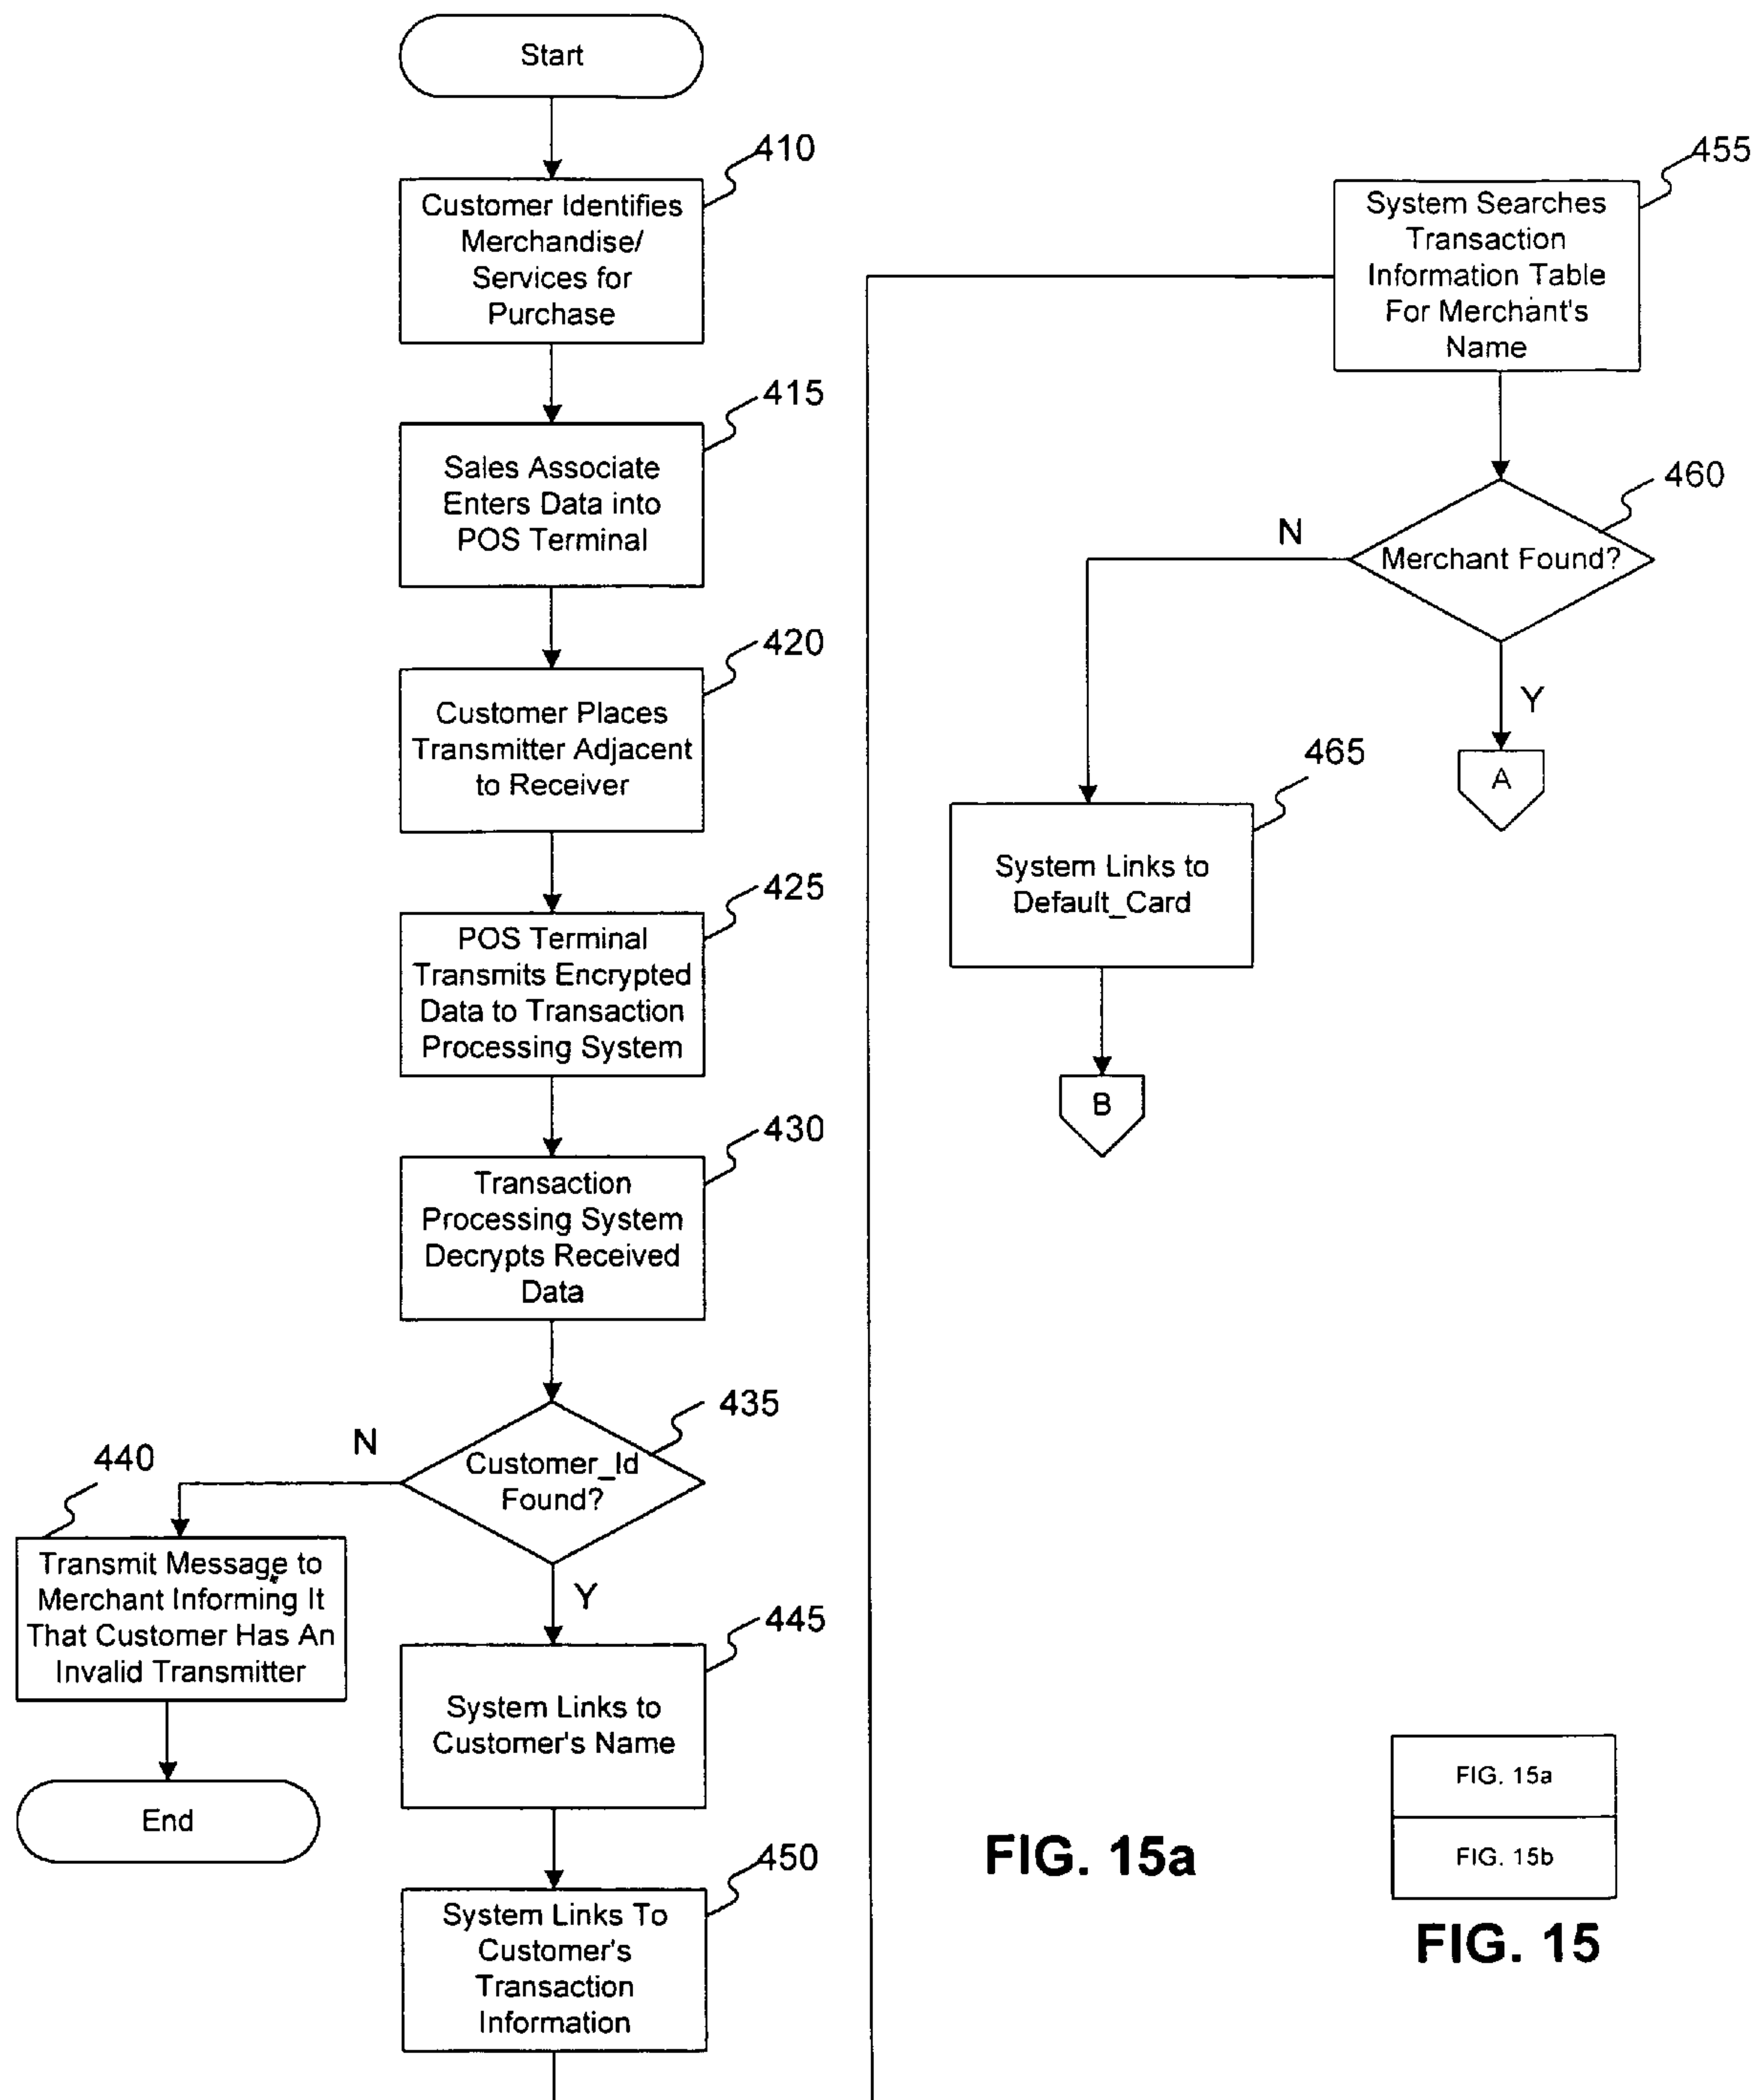 Start
410
Customer Identifies
Merchandise/
Services for
Purchase
415
Sales Associate
Enters Data into
POS Terminal
420
Customer Places
Transmitter Adjacent
to Receiver
425
POS Terminal
Transmits Encrypted
Data to Transaction
Processing System
430
Transaction
Processing System
Decrypts Received
Data
435
Customer_Id
Found?
N
440
Transmit Message to
Merchant Informing It
That Customer Has An
Invalid Transmitter
End
Y
445
System Links to
Customer's Name
450
System Links To
Customer's
Transaction
Information
455
System Searches
Transaction
Information Table
For Merchant's
Name
460
Merchant Found?
N
Y
A
465
System Links to
Default_Card
B
FIG. 15a
FIG. 15a
FIG. 15b
FIG. 15